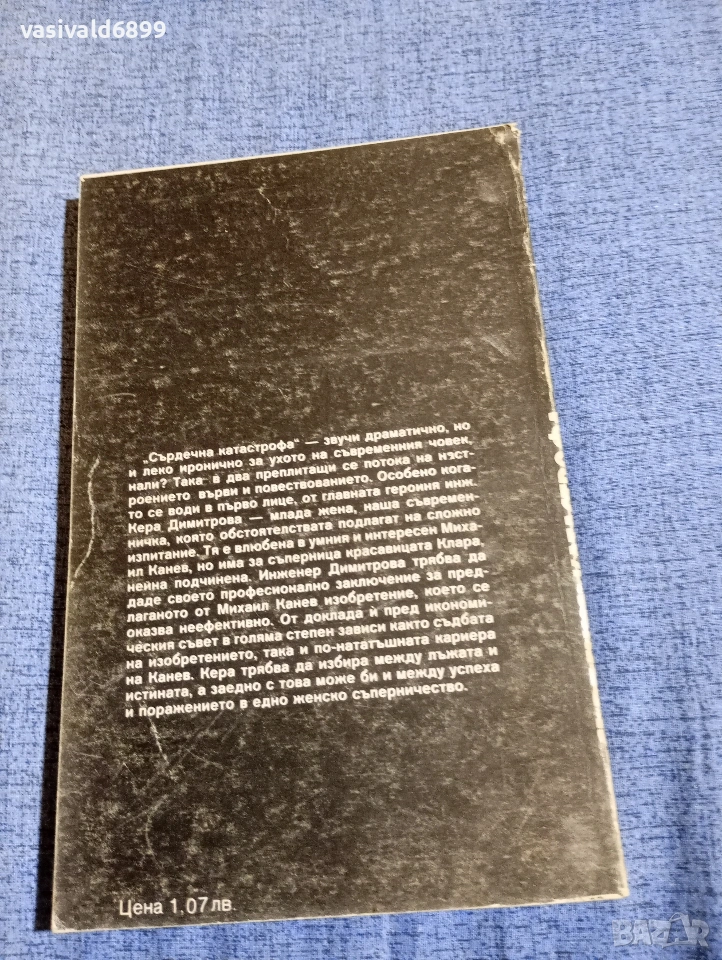 vasivald6899
„Сърдечна катастрофа“ — звучи драматично, но
и леко иронично за ухото на съвременния човек,
нали? Така в два преплитащи се потока на нэст-
роението върви и повествованието. Особено кога-
то се води в първо лице, от главната героиня инж.
Кера Димитрова — млада жена, наша съвремен-
ничка, която обстоятелствата подлагат на сложно
изпитание. Тя е влюбена в умния и интересен Миха-
ил Канев, но има за съперница красавицата Клара,
нейна подчинена. Инженер Димитрова трябва да
даде своето професионално заключение за пред-
лаганото от Михаил Канев изобретение, което се
оказва неефективно. От доклада ѝ пред икономи-
ческия съвет в голяма степен зависи както съдбата
на изобретението, така и по-нататъшната кариера
на Канев. Кера трябва да избира между лъжата и
истината, а заедно с това може би и между успеха
и поражението в едно женско съперничество.
Цена 1,07 лв.
BAZAR